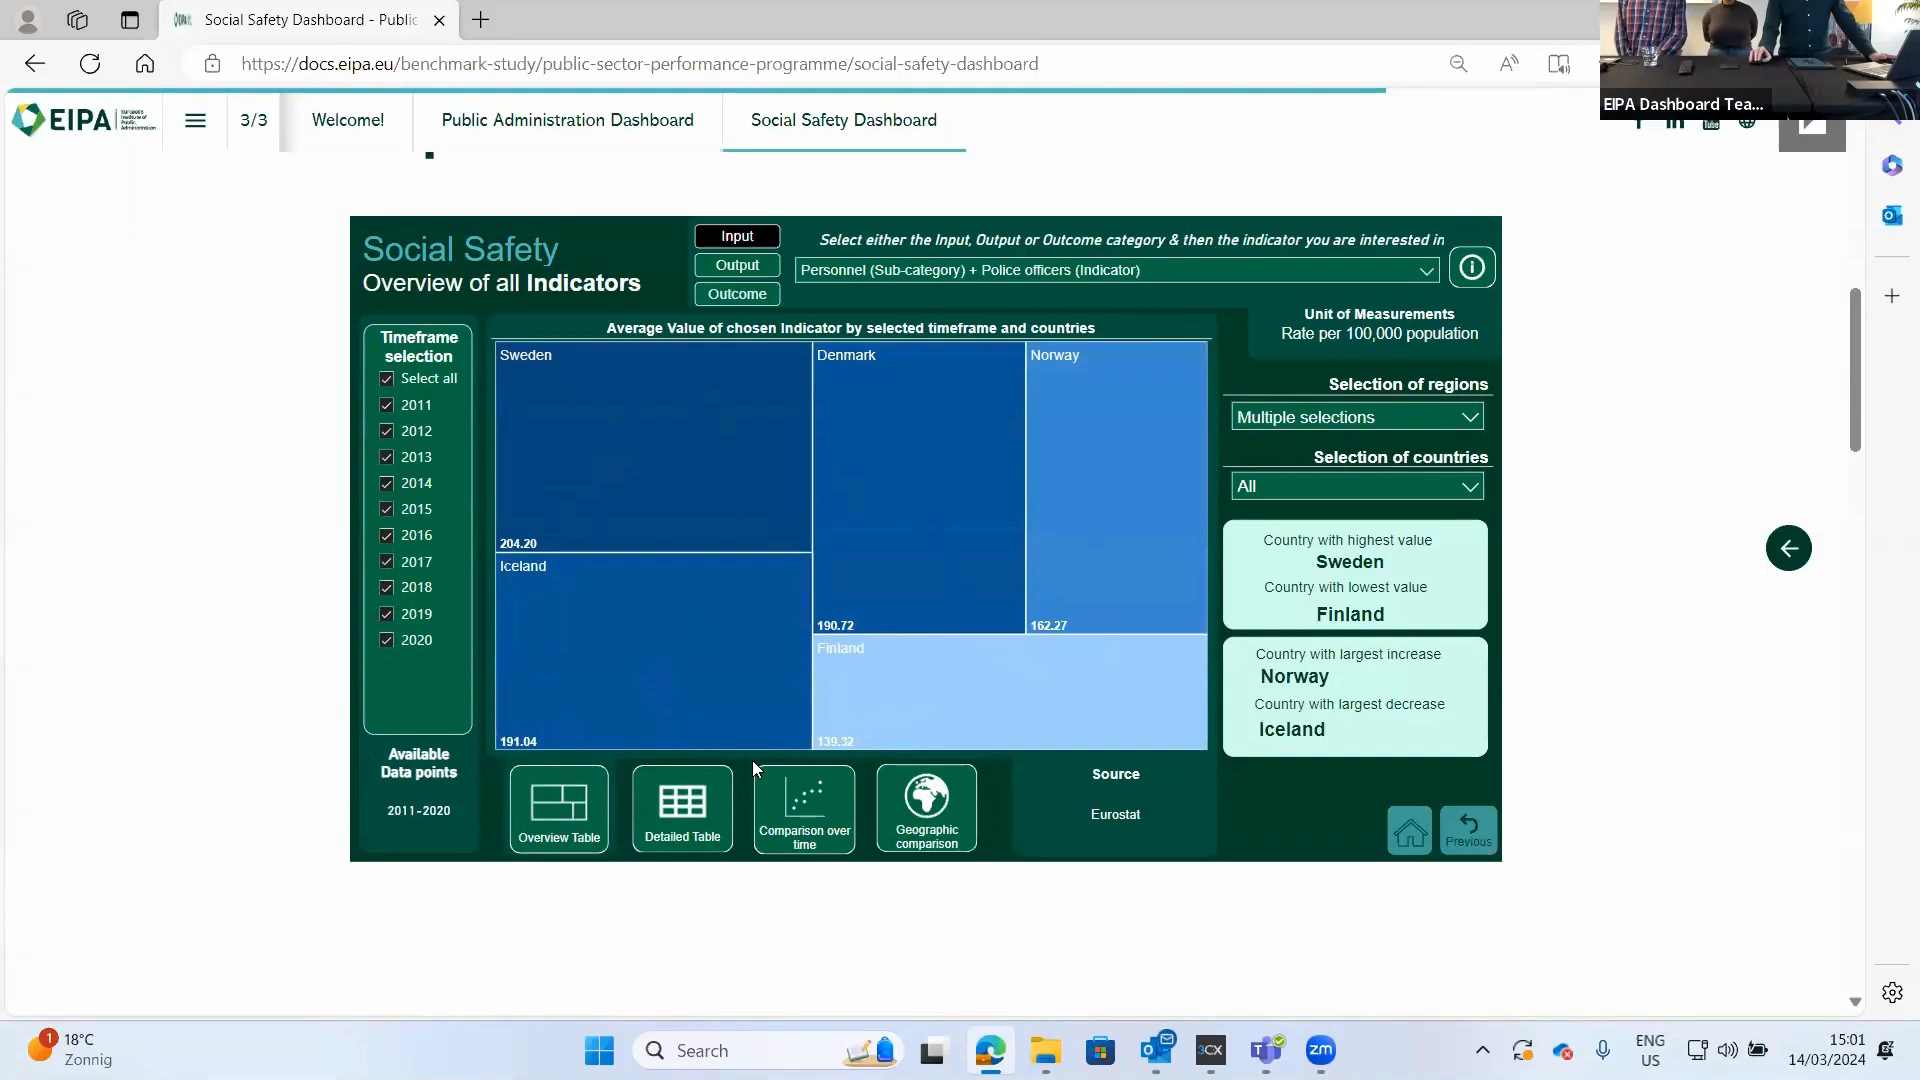 Social Safety Dashboard - Public
https://docs.eipa.eu/benchmark-study/public-sector-performance-programme/social-safety-dashboard
EIPA Dashboard Tea...
EIPA
European Institute of Public Administration
3/3
Welcome!
Public Administration Dashboard
Social Safety Dashboard
Social Safety
Overview of all Indicators
Input
Output
Outcome
Select either the Input, Output or Outcome category & then the indicator you are interested in
Personnel (Sub-category) + Police officers (Indicator)
Timeframe
selection
Select all
2011
2012
2013
2014
2015
2016
2017
2018
2019
2020
Available
Data points
2011-2020
Average Value of chosen Indicator by selected timeframe and countries
Sweden
204.20
Iceland
191.04
Denmark
190.72
Norway
162.27
Finland
139.32
Unit of Measurements
Rate per 100,000 population
Selection of regions
Multiple selections
Selection of countries
All
Country with highest value
Sweden
Country with lowest value
Finland
Country with largest increase
Norway
Country with largest decrease
Iceland
Overview Table
Detailed Table
Comparison over
time
Geographic
comparison
Source
Eurostat
Previous
1
18°C
Zonnig
Search
3CX
zm
ENG
US
15:01
14/03/2024